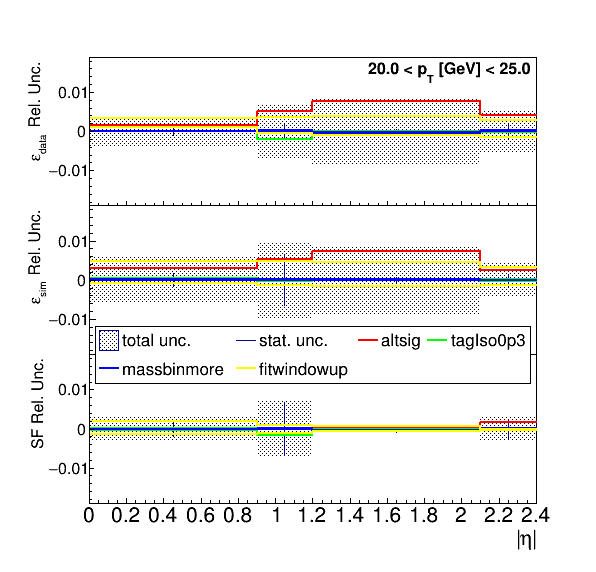 20.0 < p_T [GeV] < 25.0
ε_data Rel. Unc.
0.01
0
−0.01
ε_sim Rel. Unc.
0.01
0
−0.01
total unc. stat. unc. altsig tagIso0p3
massbinmore fitwindowup
SF Rel. Unc.
0.01
0
−0.01
0 0.2 0.4 0.6 0.8 1 1.2 1.4 1.6 1.8 2 2.2 2.4
|η|